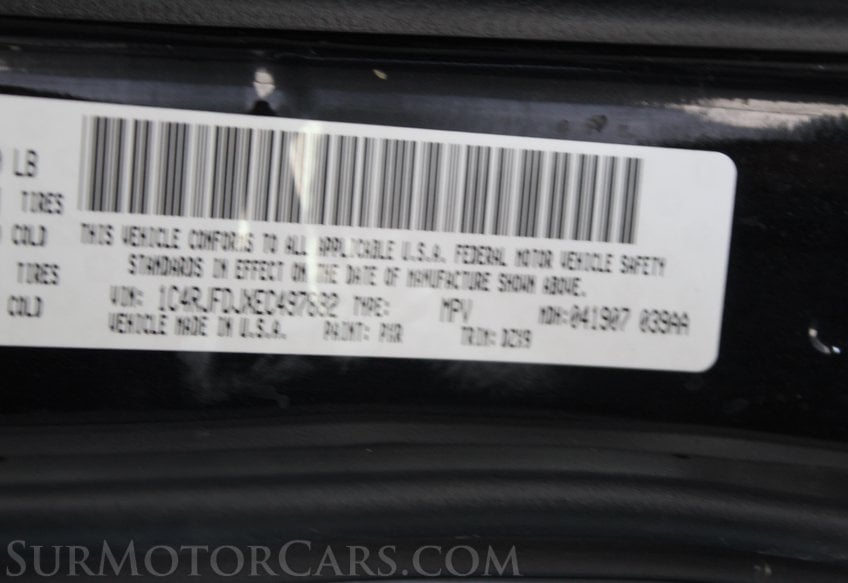 LB
TIRES
COLD
TIRES
COLD
THIS VEHICLE CONFORMS TO ALL APPLICABLE U.S.A. FEDERAL MOTOR VEHICLE SAFETY
STANDARDS IN EFFECT ON THE DATE OF MANUFACTURE SHOWN ABOVE.
VIN: 1C4RJFDJXEC497692 TYPE: MPV MDH:041907 039AA
VEHICLE MADE IN U.S.A. PAINT: PXR TRIM: DZX9
SURMOTORCARS.COM